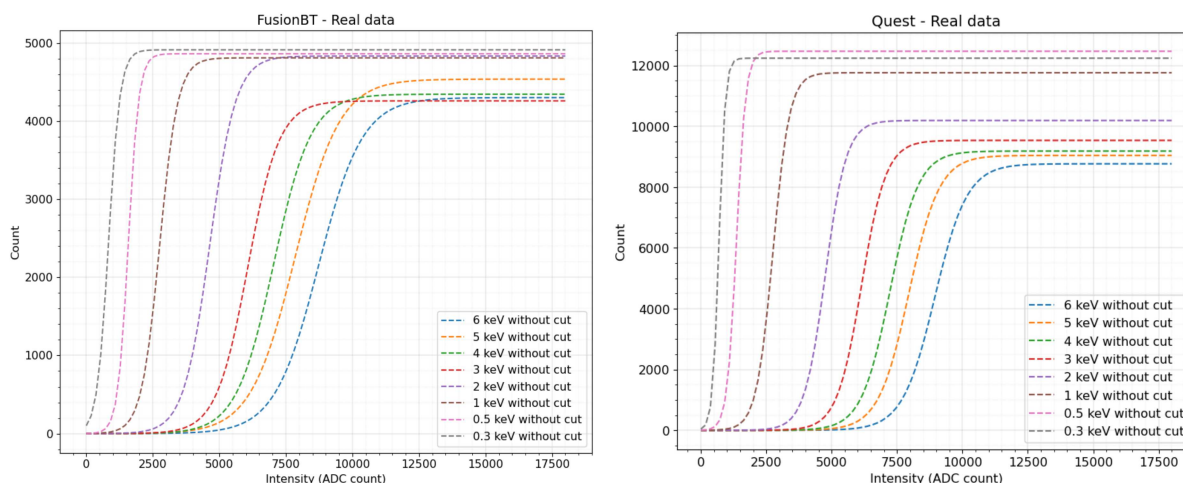 FusionBT - Real data
5000
4000
3000
2000
1000
0
Count
0 2500 5000 7500 10000 12500 15000 17500
Intensity (ADC count)
6 keV without cut
5 keV without cut
4 keV without cut
3 keV without cut
2 keV without cut
1 keV without cut
0.5 keV without cut
0.3 keV without cut
Quest - Real data
12000
10000
8000
6000
4000
2000
0
Count
0 2500 5000 7500 10000 12500 15000 17500
Intensity (ADC count)
6 keV without cut
5 keV without cut
4 keV without cut
3 keV without cut
2 keV without cut
1 keV without cut
0.5 keV without cut
0.3 keV without cut